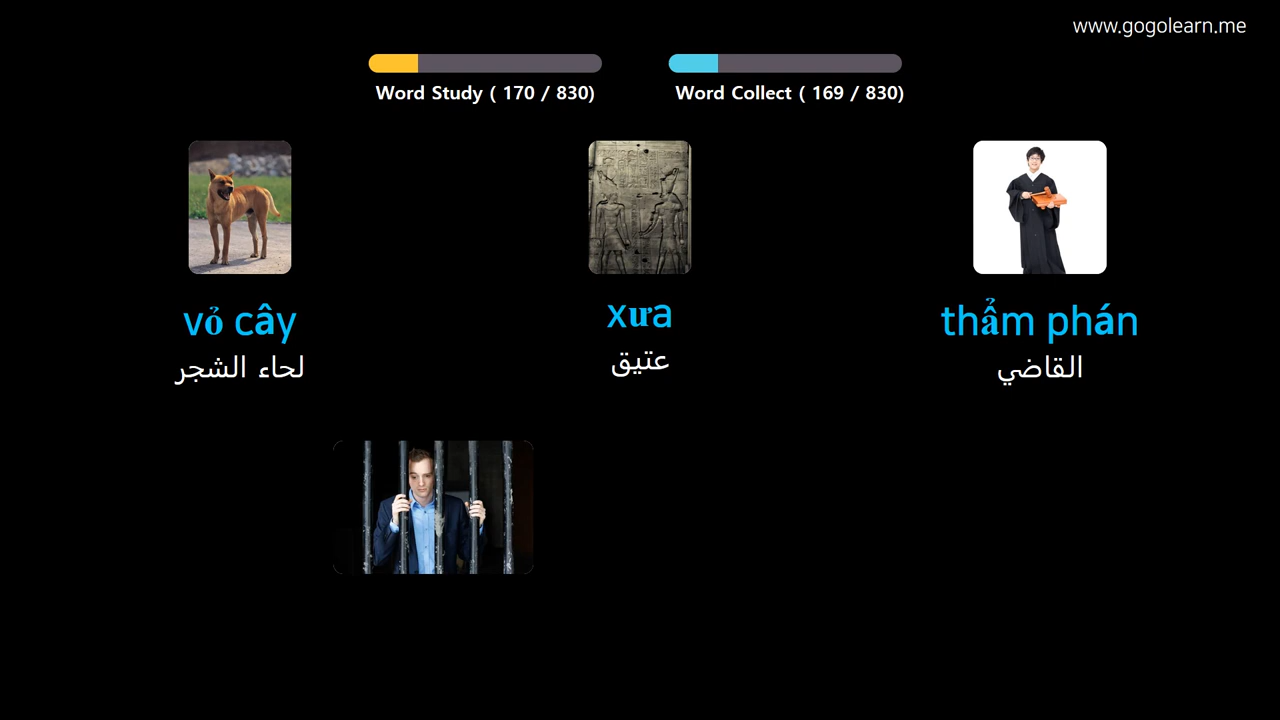 www.gogolearn.me
Word Study ( 170 / 830)
Word Collect ( 169 / 830)
vỏ cây
لحاء الشجر
xưa
عتيق
thẩm phán
القاضي